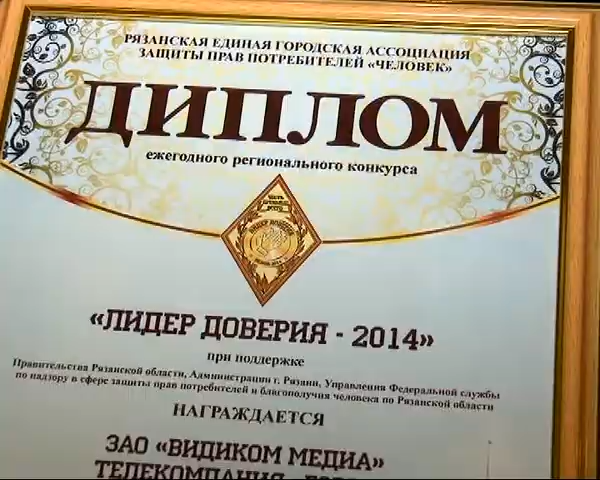 РЯЗАНСКАЯ ЕДИНАЯ ГОРОДСКАЯ АССОЦИАЦИЯ
ЗАЩИТЫ ПРАВ ПОТРЕБИТЕЛЕЙ «ЧЕЛОВЕК»
ДИПЛОМ
ежегодного регионального конкурса
«ЛИДЕР ДОВЕРИЯ - 2014»
при поддержке
Правительства Рязанской области, Администрации г. Рязани, Управления Федеральной службы
по надзору в сфере защиты прав потребителей и благополучия человека по Рязанской области
НАГРАЖДАЕТСЯ
ЗАО «ВИДИКОМ МЕДИА»
ТЕЛЕКОМПАНИЯ